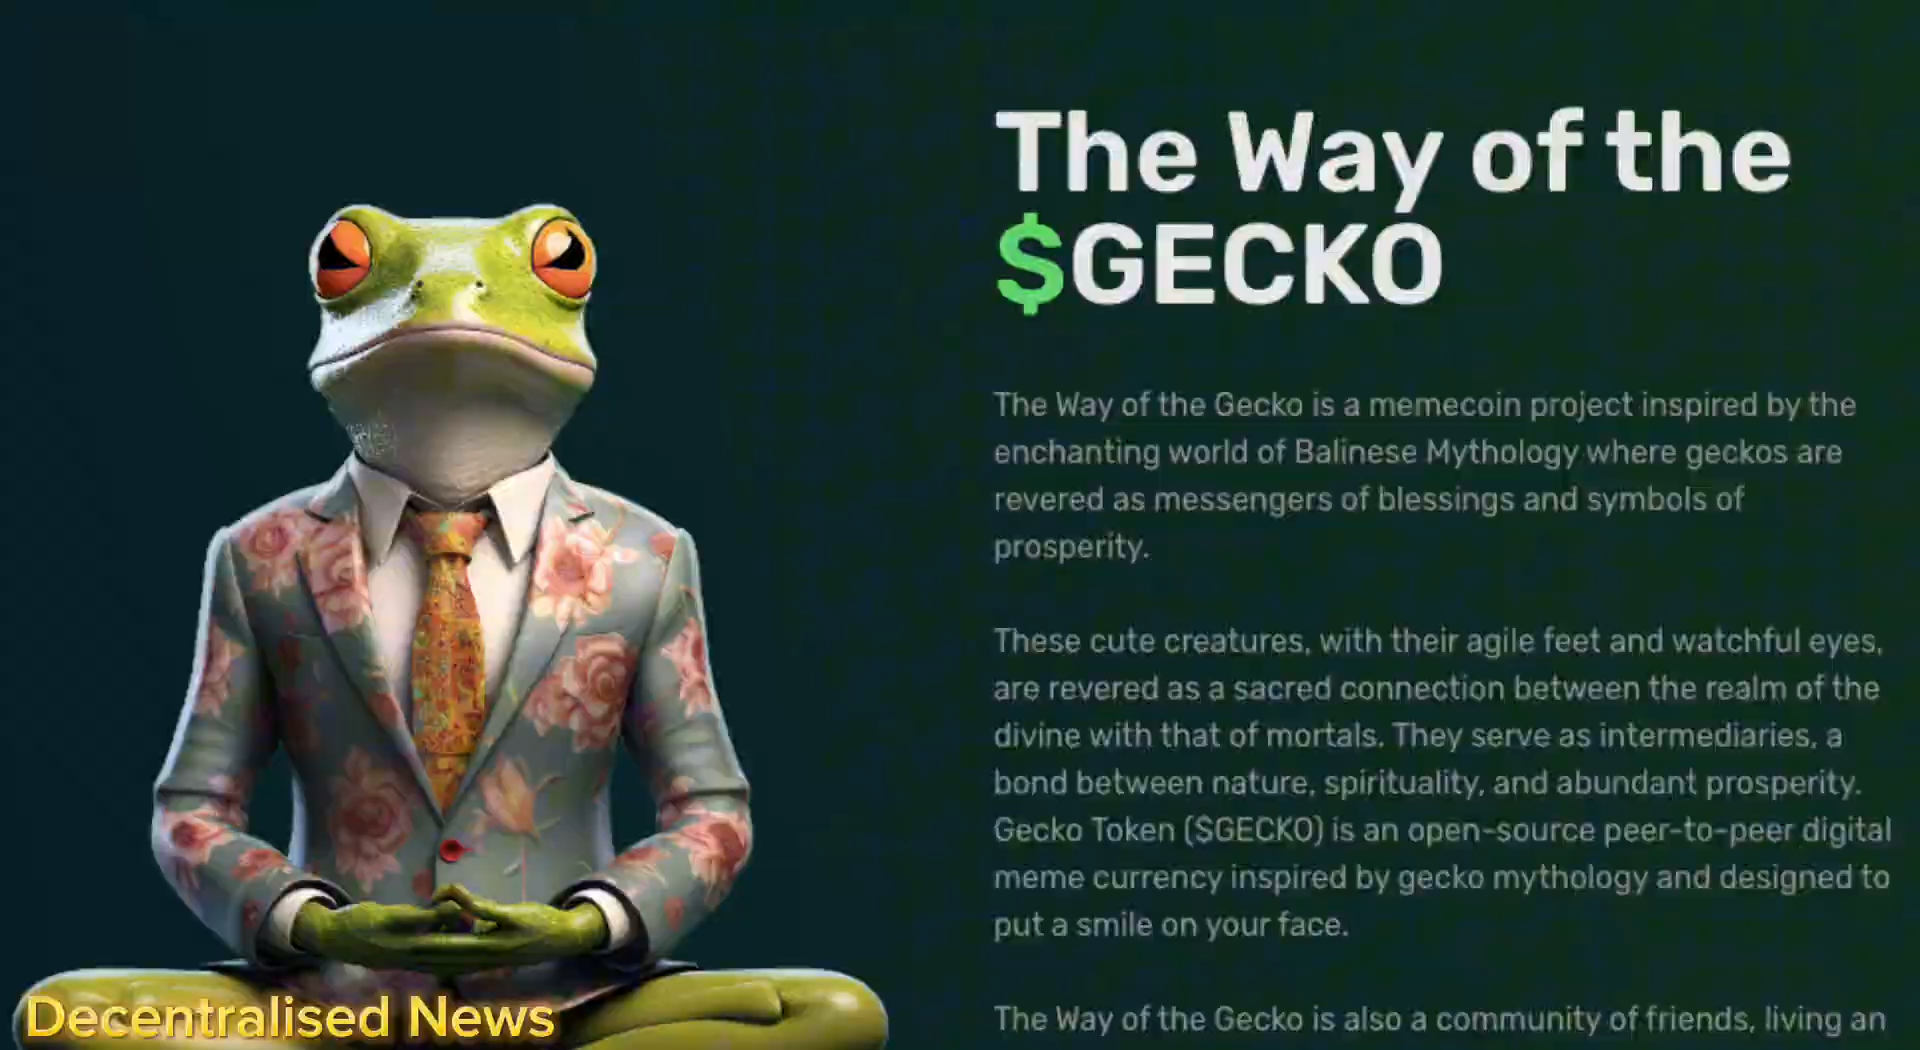 The Way of the
$GECKO
The Way of the Gecko is a memecoin project inspired by the
enchanting world of Balinese Mythology where geckos are
revered as messengers of blessings and symbols of
prosperity.
These cute creatures, with their agile feet and watchful eyes,
are revered as a sacred connection between the realm of the
divine with that of mortals. They serve as intermediaries, a
bond between nature, spirituality, and abundant prosperity.
Gecko Token ($GECKO) is an open-source peer-to-peer digital
meme currency inspired by gecko mythology and designed to
put a smile on your face.
The Way of the Gecko is also a community of friends, living an
Decentralised News